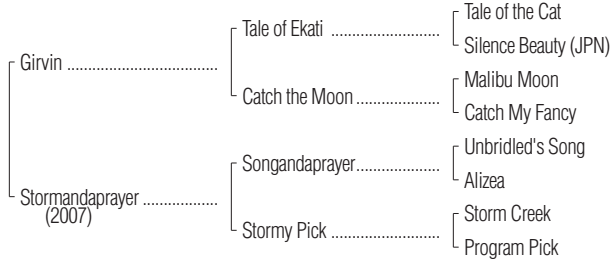 Tale of the Cat
Tale of Ekati ....................
Silence Beauty (JPN)
Girvin .....................................
Malibu Moon
Catch the Moon .....................
Catch My Fancy
Unbridled's Song
Songandaprayer.....................
Alizea
Stormandaprayer ..................
(2007)
Storm Creek
Stormy Pick ...........................
Program Pick